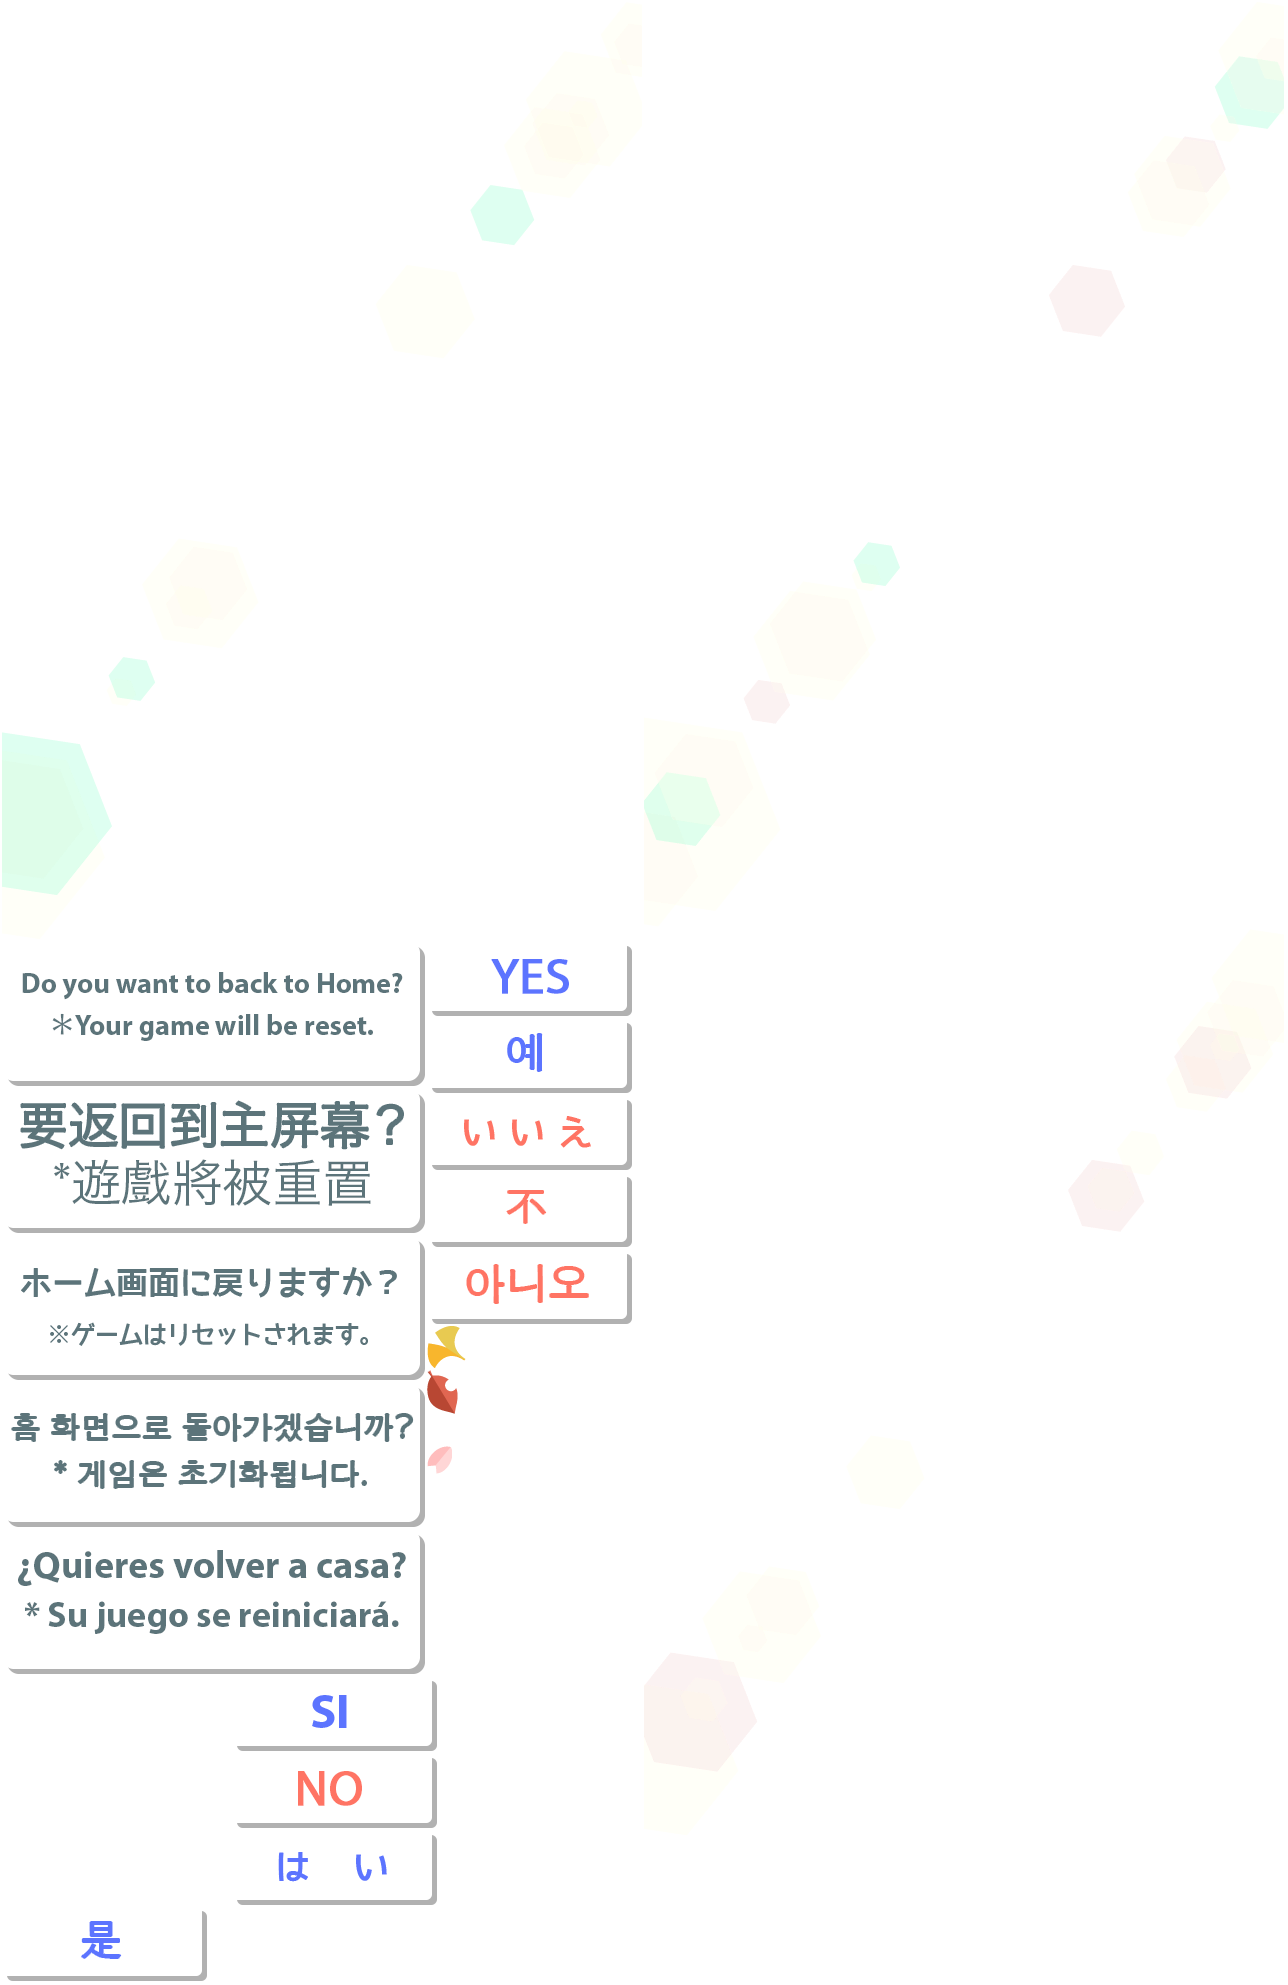 Do you want to back to Home?
＊Your game will be reset.
YES
예
要返回到主屏幕？
*遊戲將被重置
いいえ
不
ホーム画面に戻りますか？
※ゲームはリセットされます。
아니오
홈 화면으로 돌아가겠습니까?
* 게임은 초기화됩니다.
¿Quieres volver a casa?
* Su juego se reiniciará.
SI
NO
はい
是